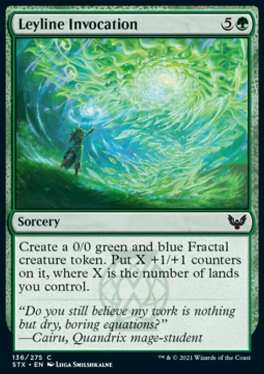 Leyline Invocation 5
Sorcery
Create a 0/0 green and blue Fractal
creature token. Put X +1/+1 counters
on it, where X is the number of lands
you control.
"Do you still believe my work is nothing
but dry, boring equations?"
—Cairu, Quandrix mage-student
136/275 C
STX • EN LIIGA SMILSHKALNE
™ & © 2021 Wizards of the Coast